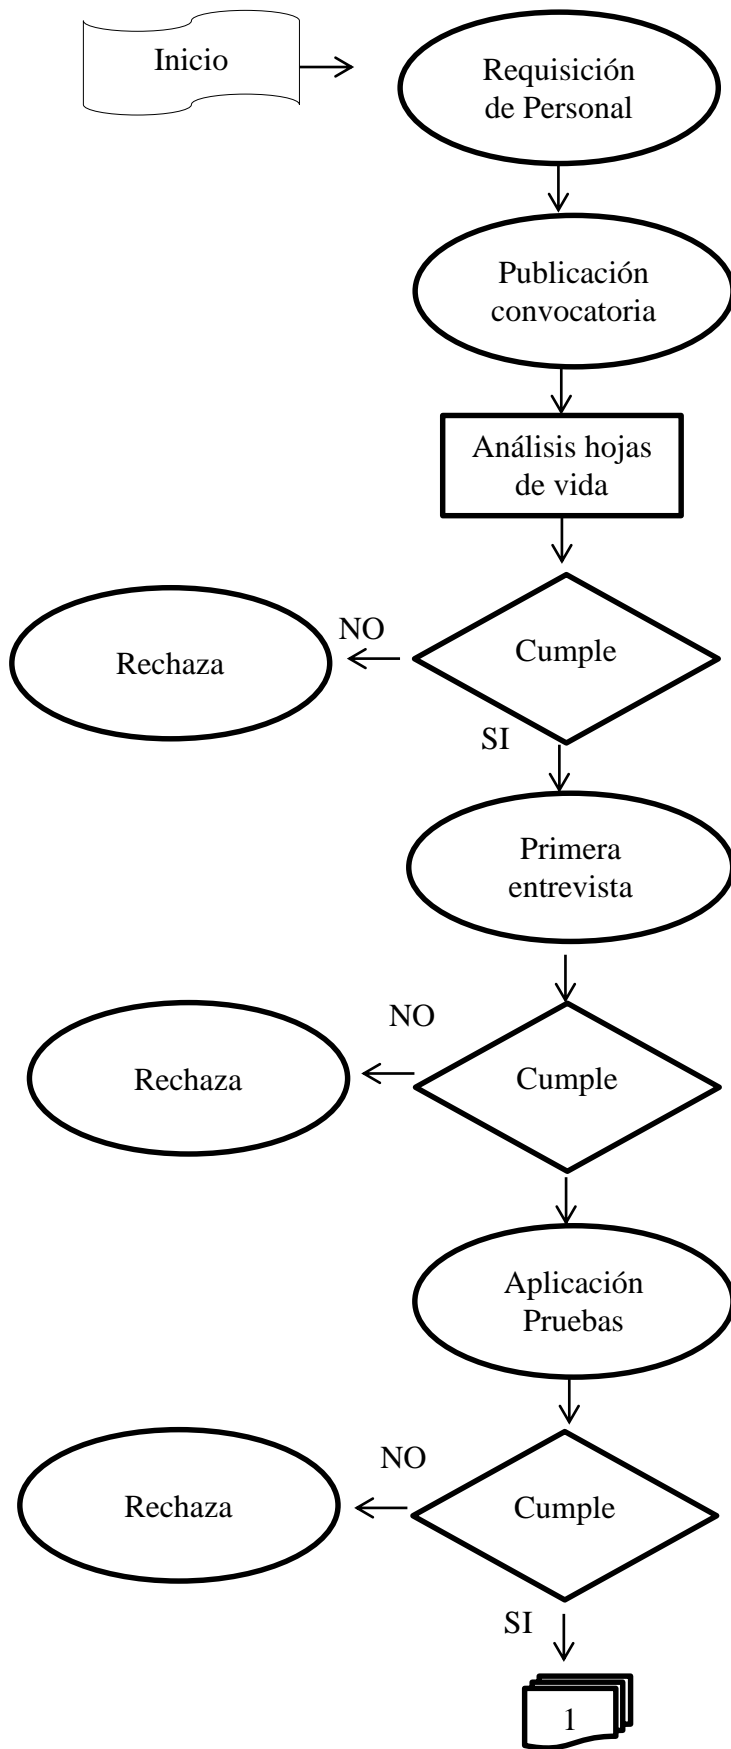 Inicio
Requisición
de Personal
Publicación
convocatoria
Análisis hojas
de vida
Cumple
NO
Rechaza
SI
Primera
entrevista
Cumple
NO
Rechaza
Aplicación
Pruebas
Cumple
NO
Rechaza
SI
1